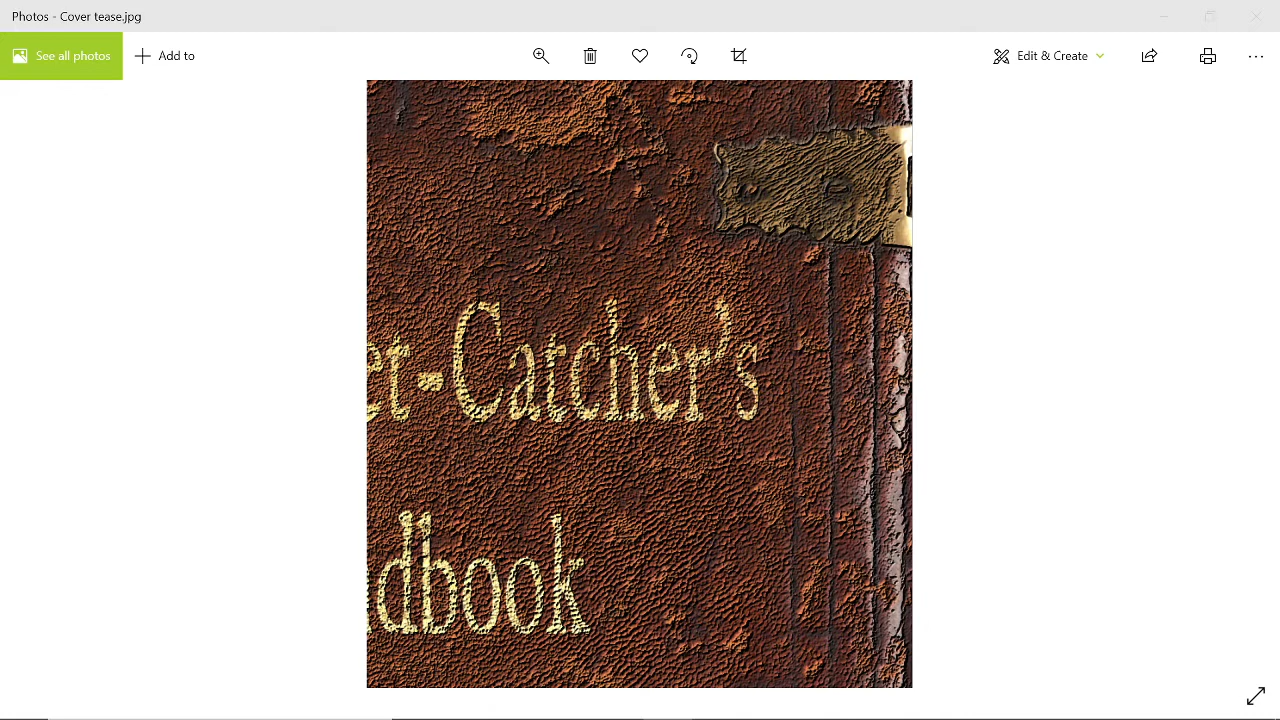 Photos - Cover tease.jpg
See all photos
Add to
Edit & Create
et-Catcher's
dbook